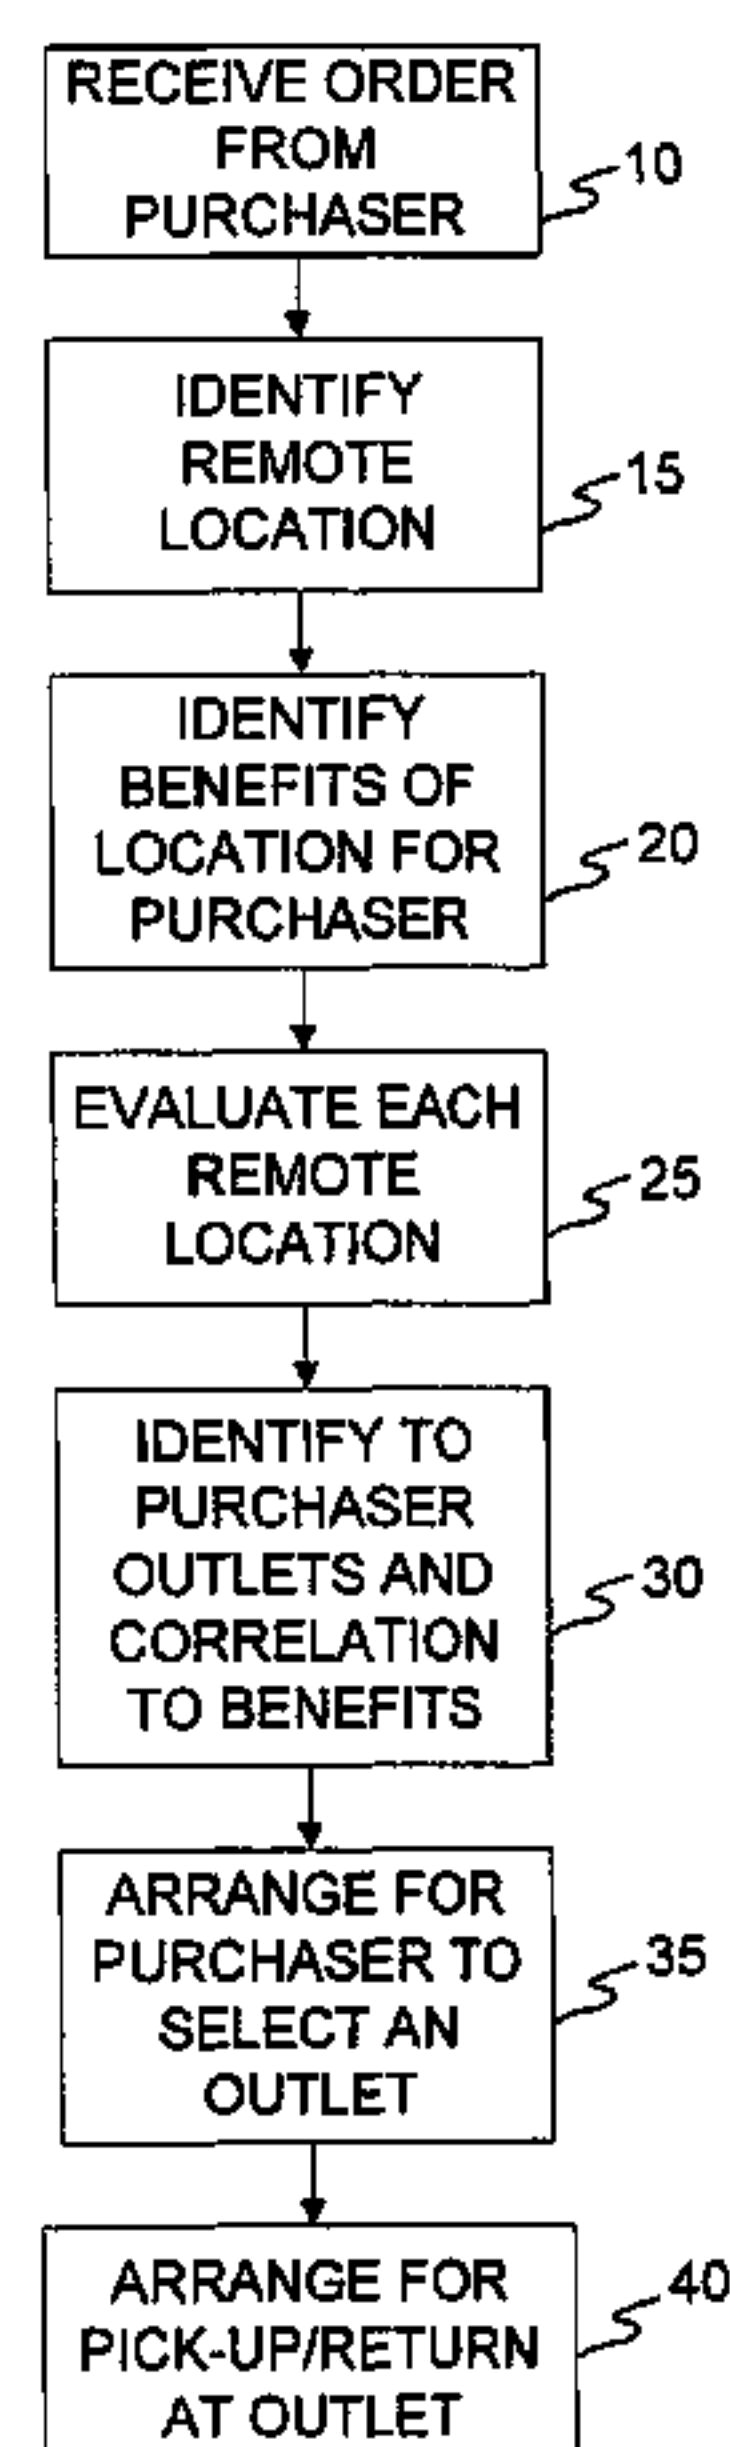 RECEIVE ORDER
FROM
PURCHASER
10
IDENTIFY
REMOTE
LOCATION
15
IDENTIFY
BENEFITS OF
LOCATION FOR
PURCHASER
20
EVALUATE EACH
REMOTE
LOCATION
25
IDENTIFY TO
PURCHASER
OUTLETS AND
CORRELATION
TO BENEFITS
30
ARRANGE FOR
PURCHASER TO
SELECT AN
OUTLET
35
ARRANGE FOR
PICK-UP/RETURN
AT OUTLET
40